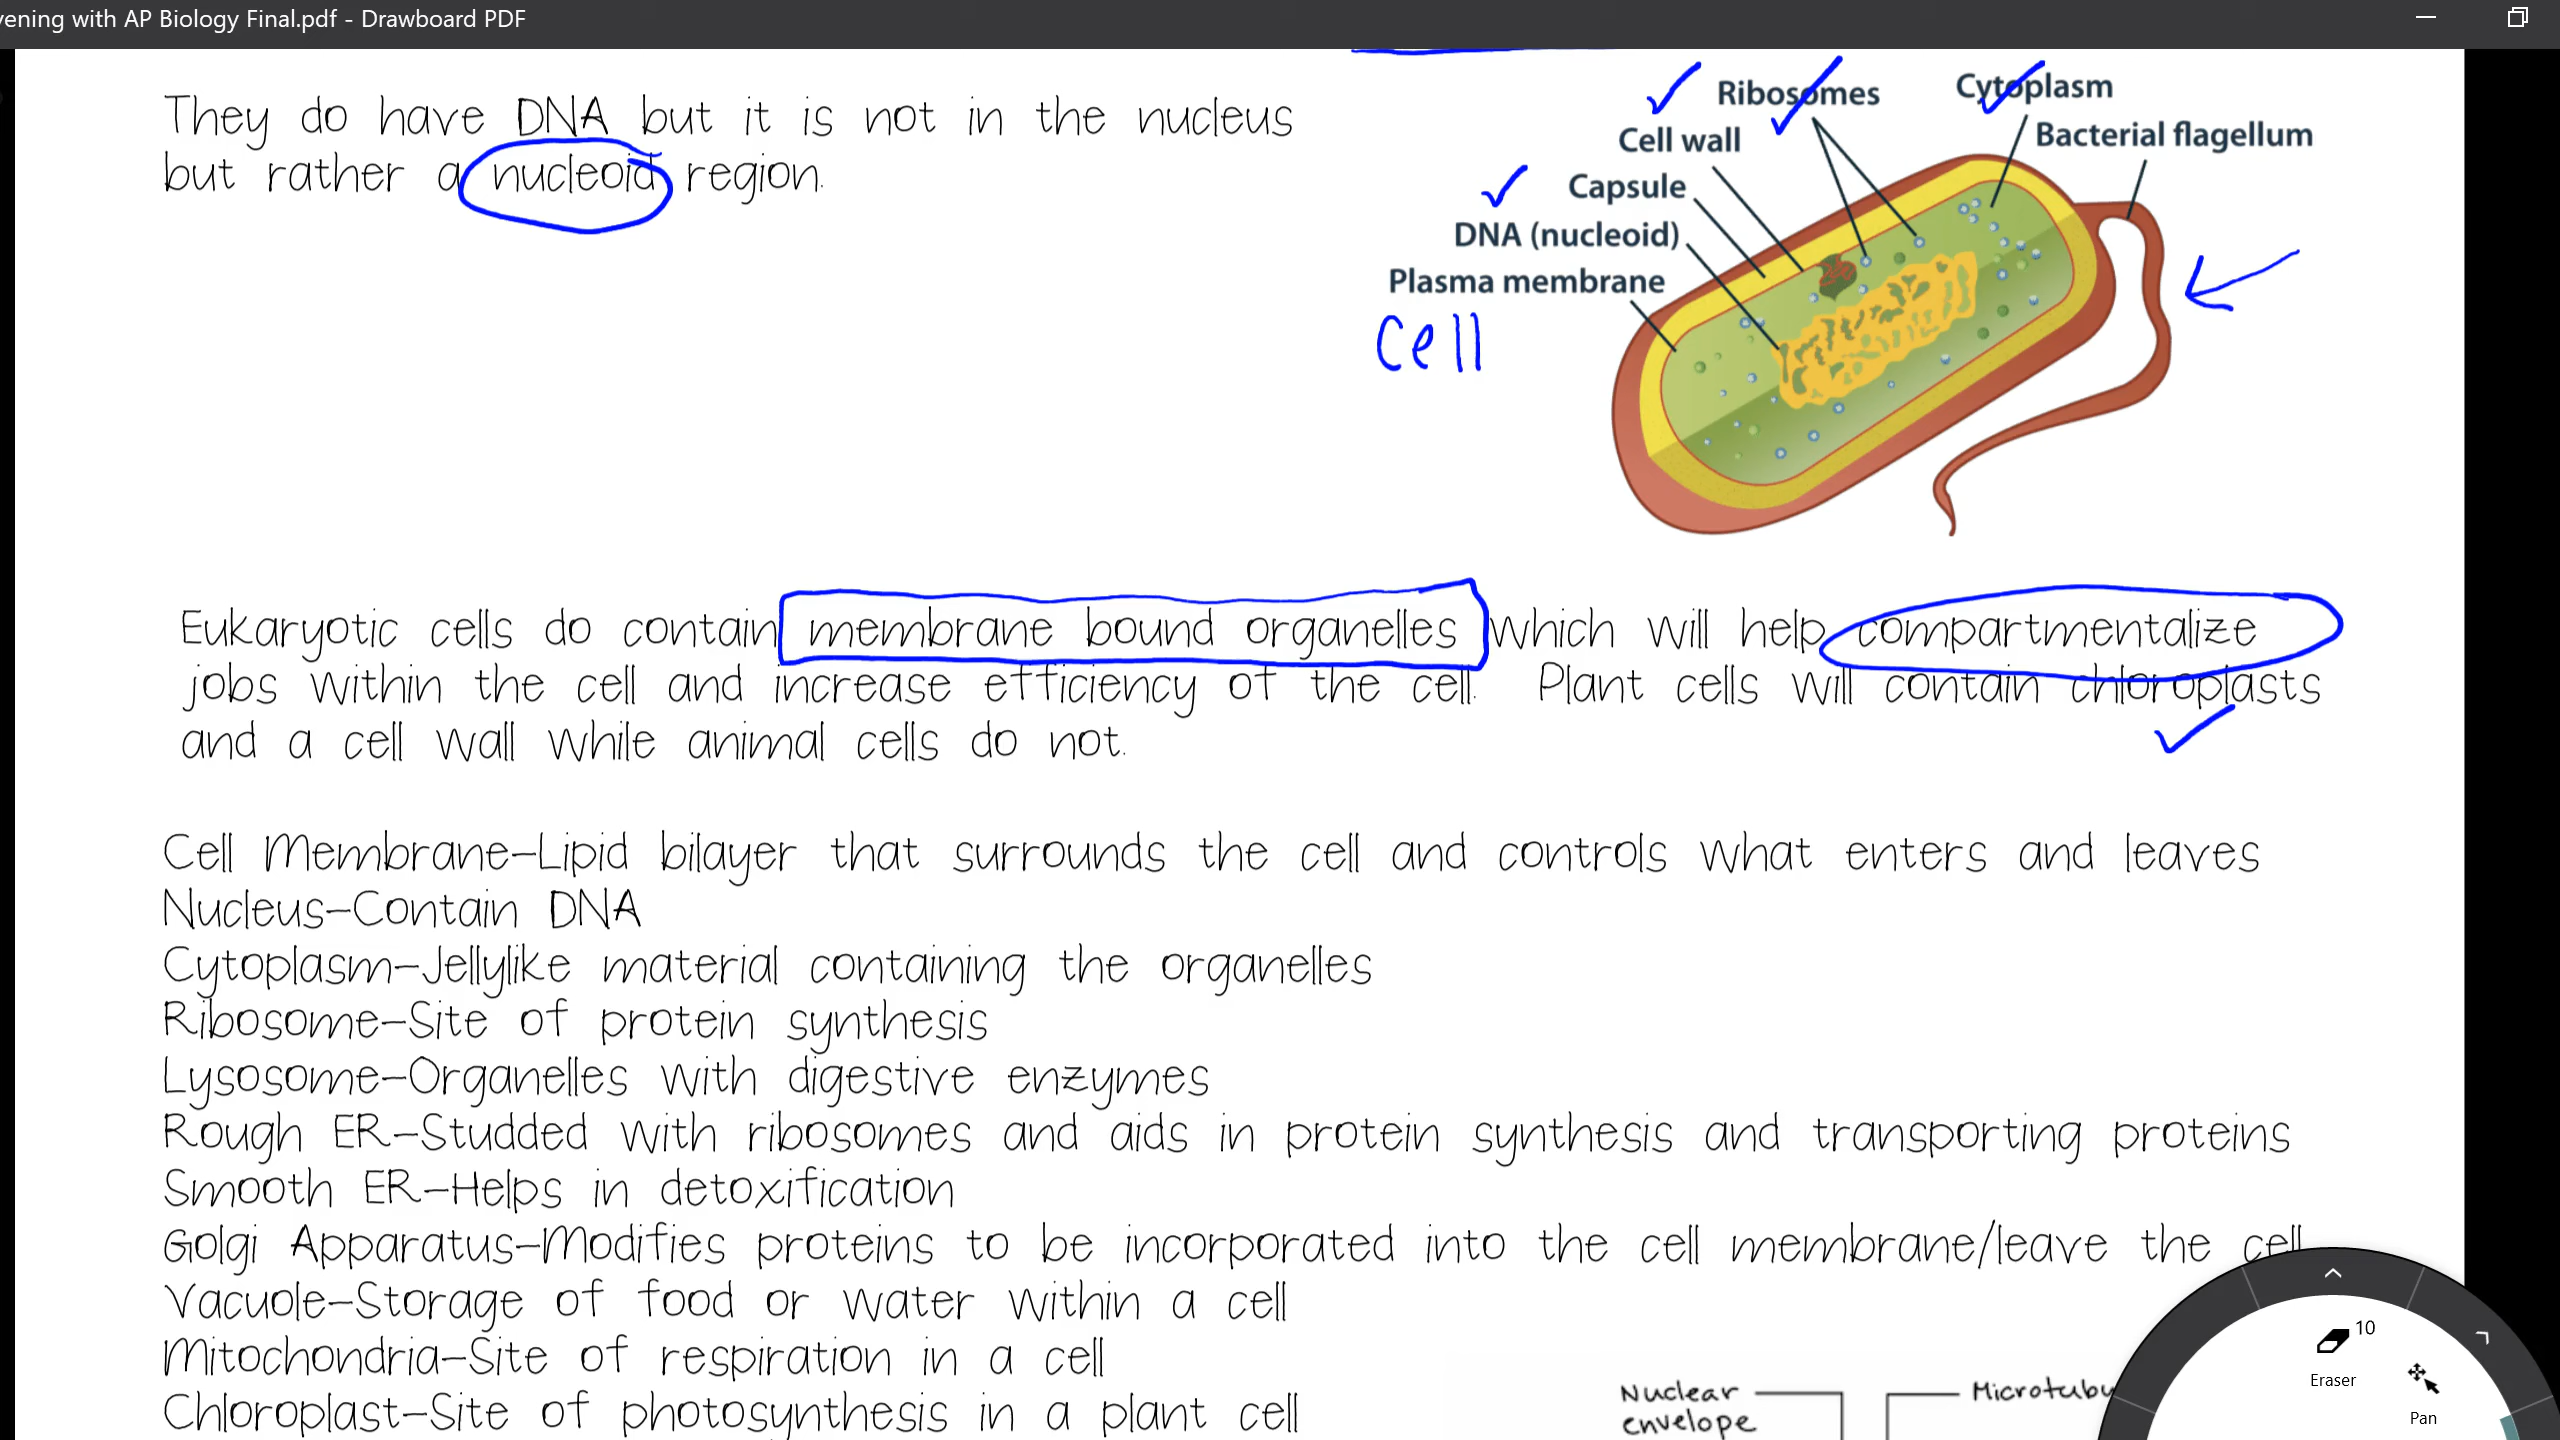 vening with AP Biology Final.pdf - Drawboard PDF
They do have DNA but it is not in the nucleus
but rather a nucleoid region.
Ribosomes
Cytoplasm
Cell wall
Bacterial flagellum
Capsule
DNA (nucleoid)
Plasma membrane
Cell
Eukaryotic cells do contain membrane bound organelles which will help compartmentalize
jobs within the cell and increase efficiency of the cell. Plant cells will contain chloroplasts
and a cell wall while animal cells do not.
Cell Membrane-Lipid bilayer that surrounds the cell and controls what enters and leaves
Nucleus-Contain DNA
Cytoplasm-Jellylike material containing the organelles
Ribosome-Site of protein synthesis
Lysosome-Organelles with digestive enzymes
Rough ER-Studded with ribosomes and aids in protein synthesis and transporting proteins
Smooth ER-Helps in detoxification
Golgi Apparatus-Modifies proteins to be incorporated into the cell membrane/leave the cell
Vacuole-Storage of food or water within a cell
Mitochondria-Site of respiration in a cell
Chloroplast-Site of photosynthesis in a plant cell
Nuclear
envelope
Microtubu
10
Eraser
Pan